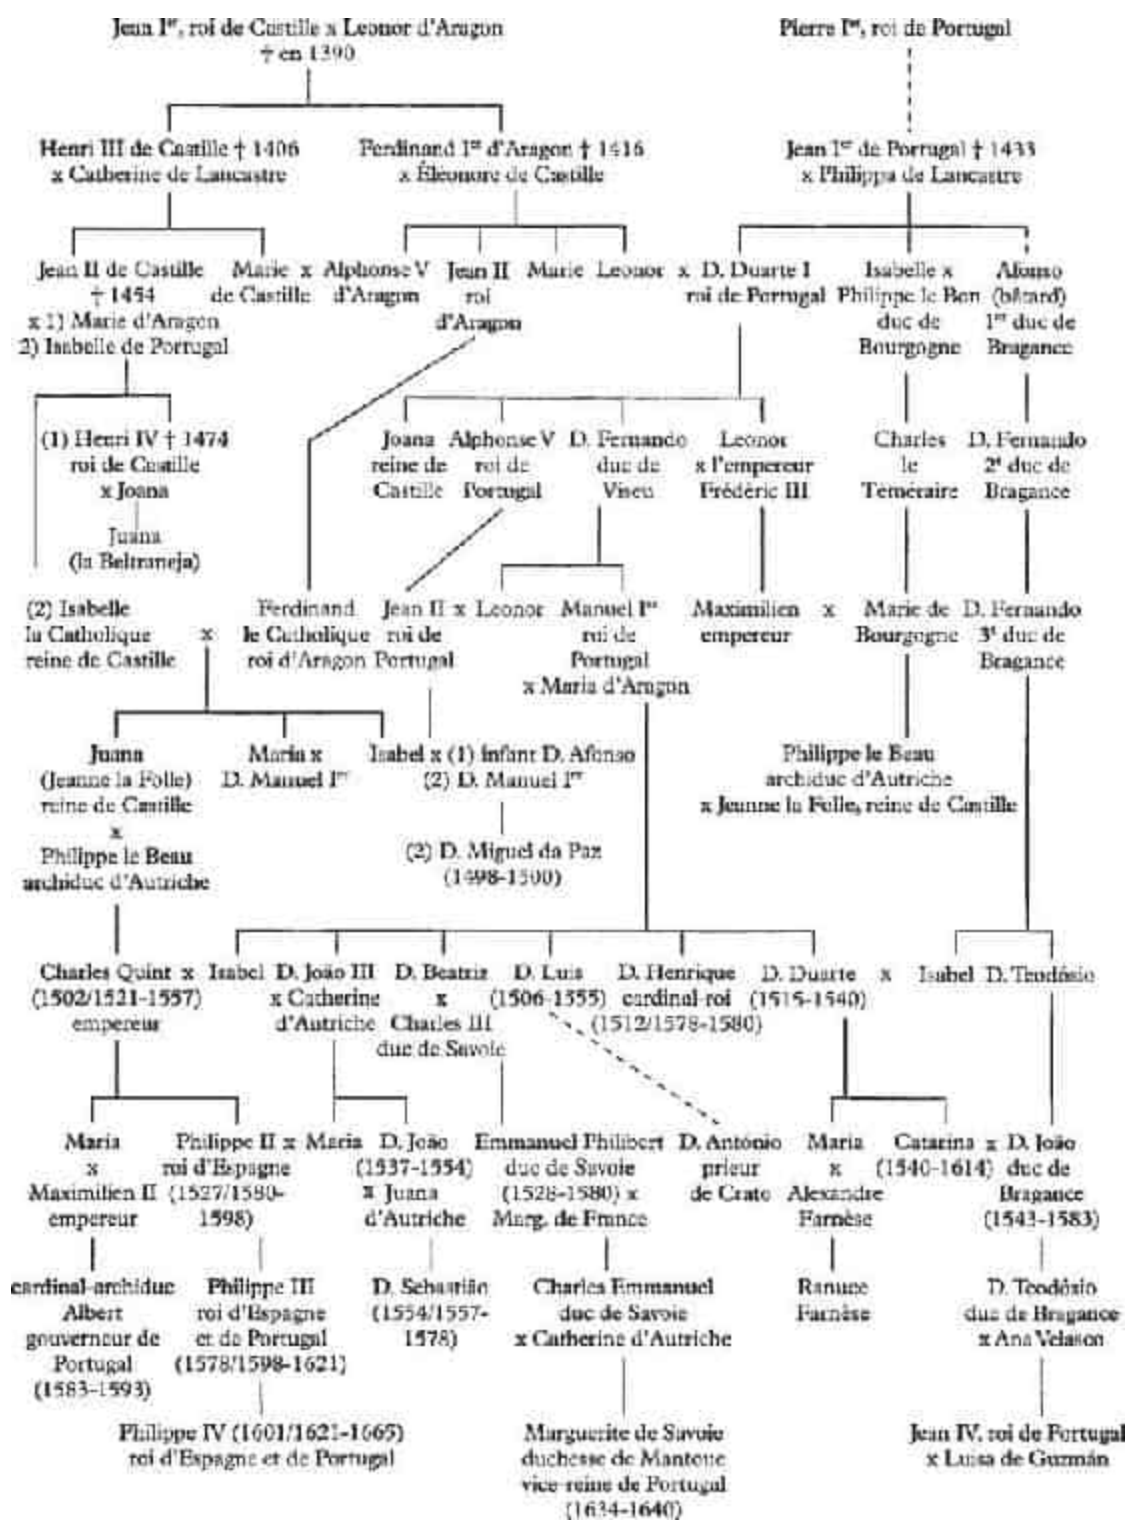 Jean Iᵉʳ, roi de Castille x Leonor d'Aragon
† en 1390
Pierre Iᵉʳ, roi de Portugal
Henri III de Castille † 1406
x Catherine de Lancastre
Ferdinand Iᵉʳ d'Aragon † 1416
x Éléonore de Castille
Jean Iᵉʳ de Portugal † 1433
x Philippa de Lancastre
Jean II de Castille
† 1454
x 1) Marie d'Aragon
2) Isabelle de Portugal
Marie x Alphonse V
de Castille d'Aragon
Jean II
roi
d'Aragon
Marie
Leonor x D. Duarte I
roi de Portugal
Isabelle x
Philippe le Bon
duc de
Bourgogne
Afonso
(bâtard)
1ᵉʳ duc de
Bragance
(1) Henri IV † 1474
roi de Castille
x Joana
Juana
(la Beltraneja)
Joana
reine de
Castille
Alphonse V
roi de
Portugal
D. Fernando
duc de
Viseu
Leonor
x l'empereur
Frédéric III
Charles
le
Téméraire
D. Fernando
2ᵉ duc de
Bragance
(2) Isabelle
la Catholique
reine de Castille
x
Ferdinand
le Catholique
roi d'Aragon
Jean II x Leonor
roi de
Portugal
Manuel Iᵉʳ
roi de
Portugal
x Maria d'Aragon
Maximilien x Marie de
empereur Bourgogne
D. Fernando
3ᵉ duc de
Bragance
Juana
(Jeanne la Folle)
reine de Castille
x
Philippe le Beau
archiduc d'Autriche
Maria x
D. Manuel Iᵉʳ
Isabel x (1) infant D. Afonso
(2) D. Manuel Iᵉʳ
(2) D. Miguel da Paz
(1498-1500)
Philippe le Beau
archiduc d'Autriche
x Jeanne la Folle, reine de Castille
Charles Quint x Isabel
(1502/1521-1557)
empereur
D. João III
x Catherine
d'Autriche
D. Beatriz
x
Charles III
duc de Savoie
D. Luis
(1506-1555)
D. Henrique
cardinal-roi
(1512/1578-1580)
D. Duarte x Isabel
(1515-1540)
D. Teodósio
Maria
x
Maximilien II
empereur
Philippe II x Maria
roi d'Espagne
(1527/1580-
1598)
D. João
(1537-1554)
x Juana
d'Autriche
Emmanuel Philibert
duc de Savoie
(1528-1580) x
Marg. de France
D. António
prieur
de Crato
Maria
x
Alexandre
Farnèse
Catarina x D. João
(1540-1614) duc de
Bragance
(1543-1583)
cardinal-archiduc
Albert
gouverneur de
Portugal
(1583-1593)
Philippe III
roi d'Espagne
et de Portugal
(1578/1598-1621)
D. Sebastião
(1554/1557-
1578)
Charles Emmanuel
duc de Savoie
x Catherine d'Autriche
Ranuce
Farnèse
D. Teodósio
duc de Bragance
x Ana Velasco
Philippe IV (1601/1621-1665)
roi d'Espagne et de Portugal
Marguerite de Savoie
duchesse de Mantoue
vice-reine de Portugal
(1634-1640)
Jean IV, roi de Portugal
x Luisa de Guzmán